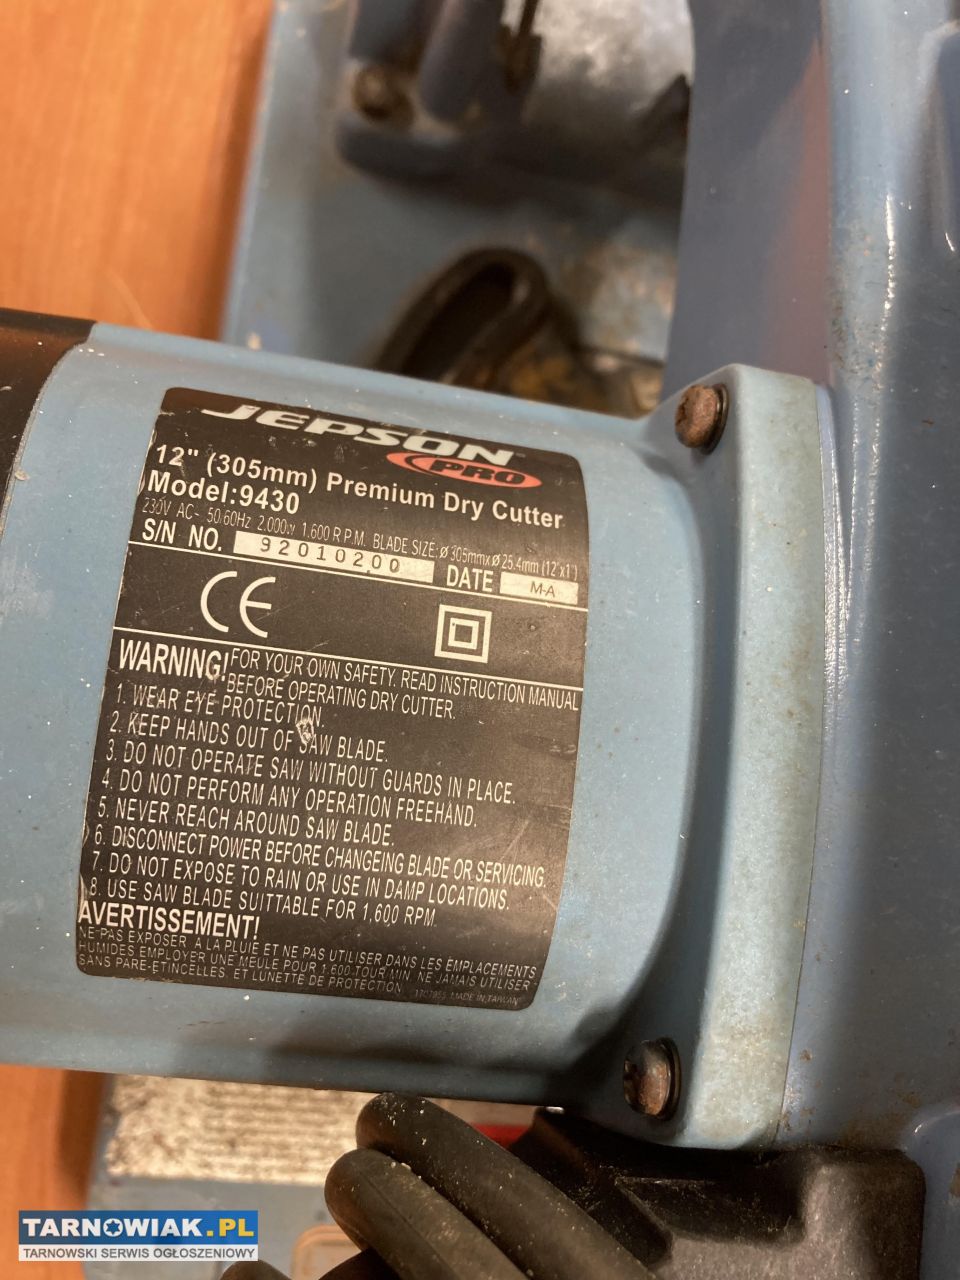 JEPSON
PRO
12" (305mm) Premium Dry Cutter
Model:9430
230V AC~ 50/60Hz 2.000w 1.600 R.P.M. BLADE SIZE: ø 305mmx ø 25.4mm (12"x1")
S/N NO. 92010200 DATE M-A
CE
WARNING! FOR YOUR OWN SAFETY. READ INSTRUCTION MANUAL
BEFORE OPERATING DRY CUTTER.
1. WEAR EYE PROTECTION.
2. KEEP HANDS OUT OF SAW BLADE.
3. DO NOT OPERATE SAW WITHOUT GUARDS IN PLACE.
4. DO NOT PERFORM ANY OPERATION FREEHAND.
5. NEVER REACH AROUND SAW BLADE.
6. DISCONNECT POWER BEFORE CHANGEING BLADE OR SERVICING.
7. DO NOT EXPOSE TO RAIN OR USE IN DAMP LOCATIONS.
8. USE SAW BLADE SUITTABLE FOR 1.600 RPM.
AVERTISSEMENT!
NE PAS EXPOSER A LA PLUIE ET NE PAS UTILISER DANS LES EMPLACEMENTS
HUMIDES EMPLOYER UNE MEULE POUR 1 600 TOUR MIN. NE JAMAIS UTILISER
SANS PARE-ETINCELLES. ET LUNETTE DE PROTECTION
MADE IN TAIWAN
TARNOWIAK.PL
TARNOWSKI SERWIS OGŁOSZENIOWY